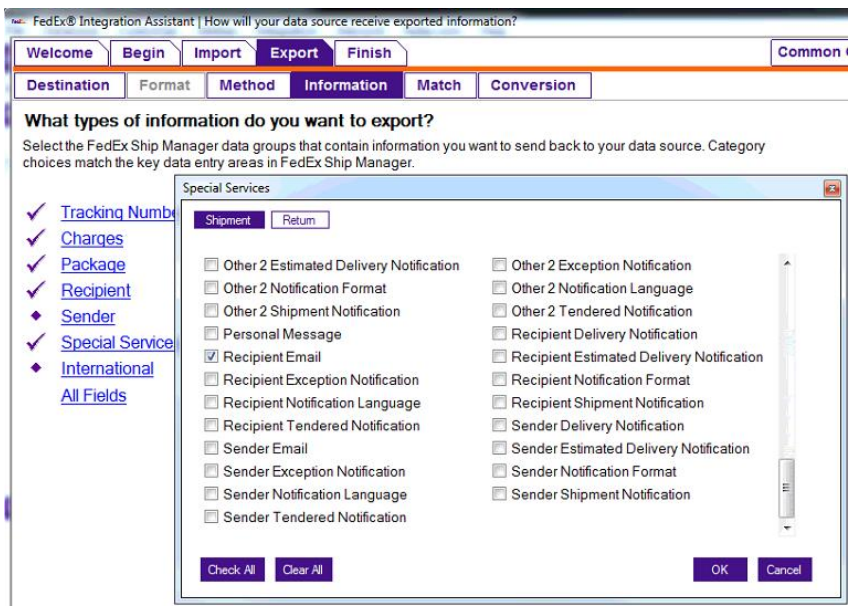 FedEx® Integration Assistant | How will your data source receive exported information?
Welcome Begin Import Export Finish Common
Destination Format Method Information Match Conversion
What types of information do you want to export?
Select the FedEx Ship Manager data groups that contain information you want to send back to your data source. Category
choices match the key data entry areas in FedEx Ship Manager.
Tracking Numbe
Charges
Package
Recipient
Sender
Special Service
International
All Fields
Special Services
Shipment Return
Other 2 Estimated Delivery Notification Other 2 Exception Notification
Other 2 Notification Format Other 2 Notification Language
Other 2 Shipment Notification Other 2 Tendered Notification
Personal Message Recipient Delivery Notification
Recipient Email Recipient Estimated Delivery Notification
Recipient Exception Notification Recipient Notification Format
Recipient Notification Language Recipient Shipment Notification
Recipient Tendered Notification Sender Delivery Notification
Sender Email Sender Estimated Delivery Notification
Sender Exception Notification Sender Notification Format
Sender Notification Language Sender Shipment Notification
Sender Tendered Notification
Check All Clear All OK Cancel